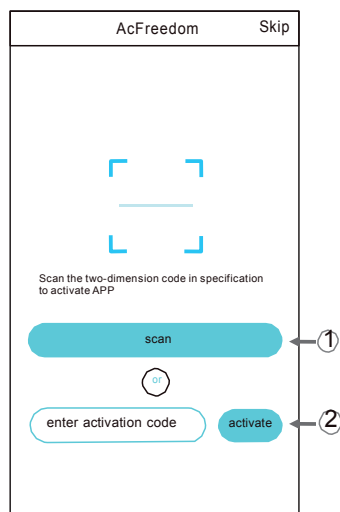 AcFreedom Skip
Scan the two-dimension code in specification
to activate APP
scan
1
or
enter activation code activate
2